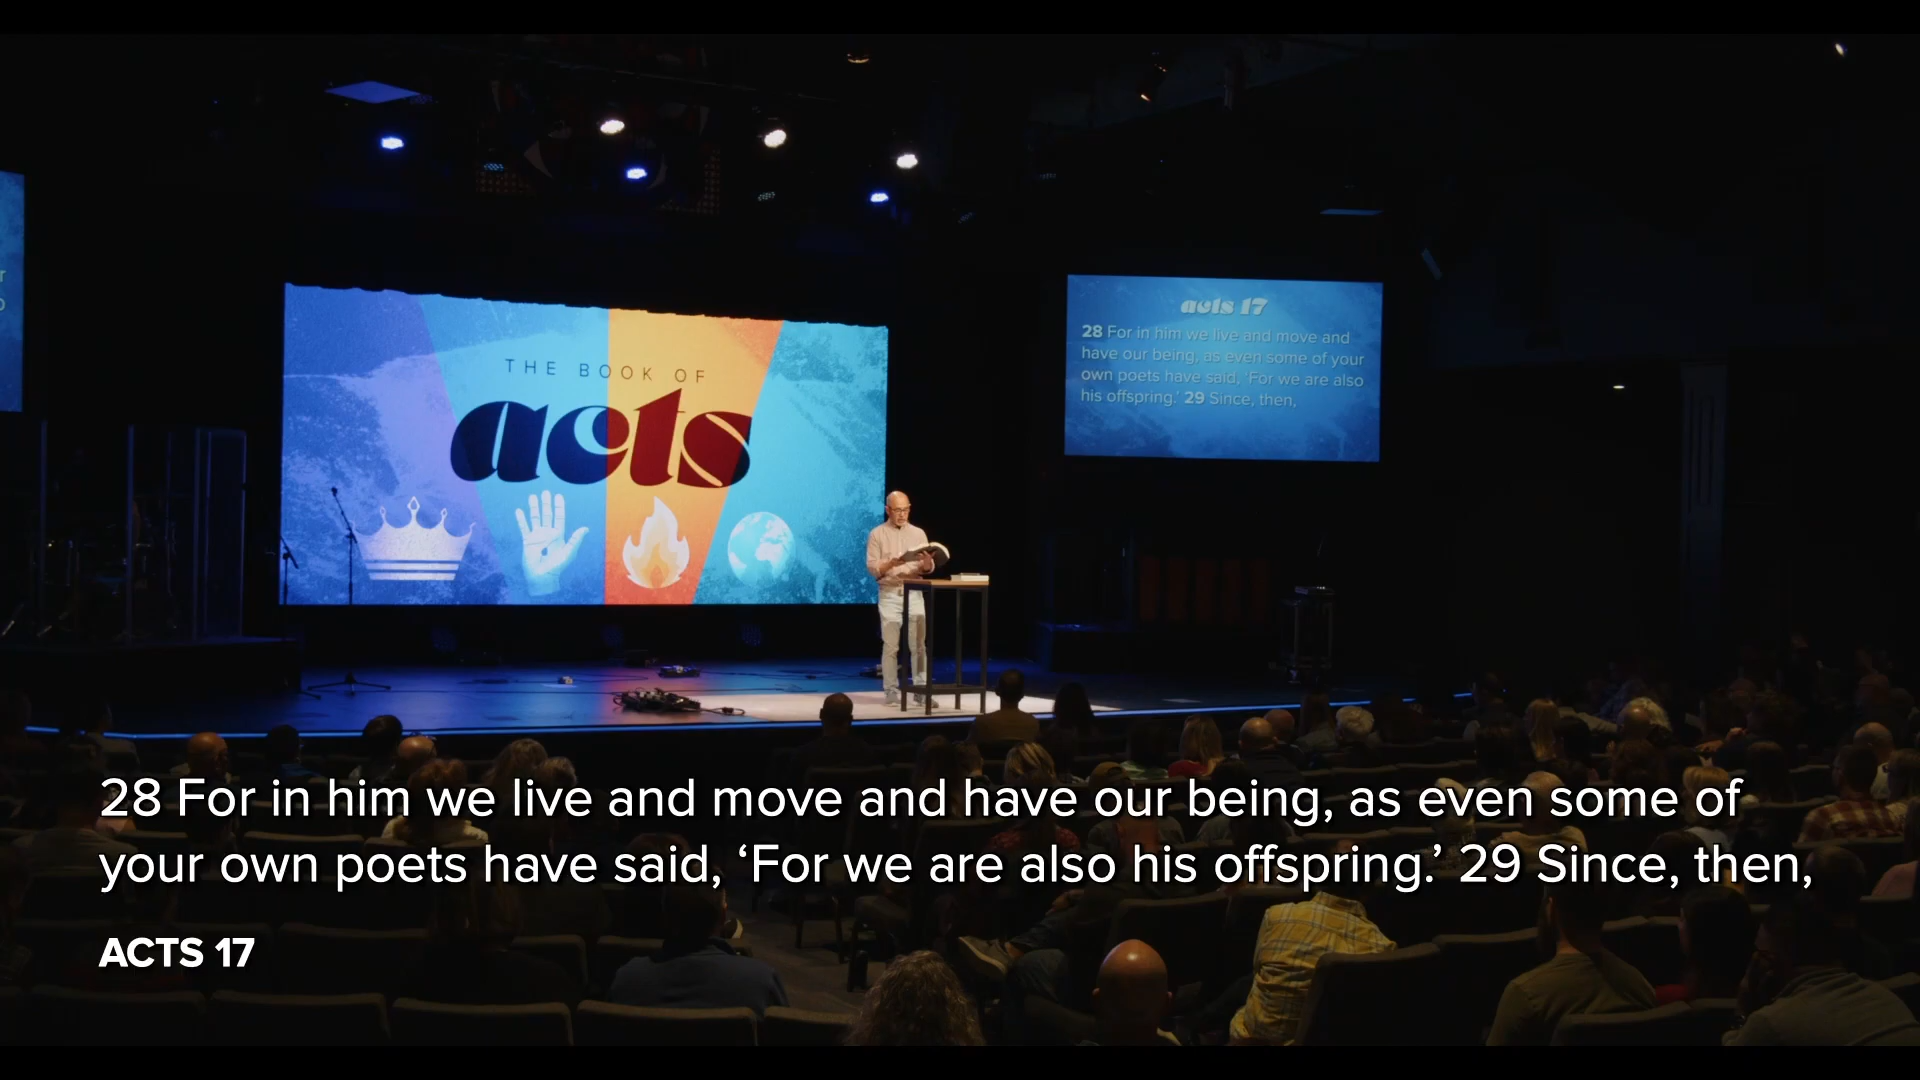 THE BOOK OF
acts
acts 17
28 For in him we live and move and
have our being, as even some of your
own poets have said, 'For we are also
his offspring.' 29 Since, then,
28 For in him we live and move and have our being, as even some of
your own poets have said, ‘For we are also his offspring.’ 29 Since, then,
ACTS 17